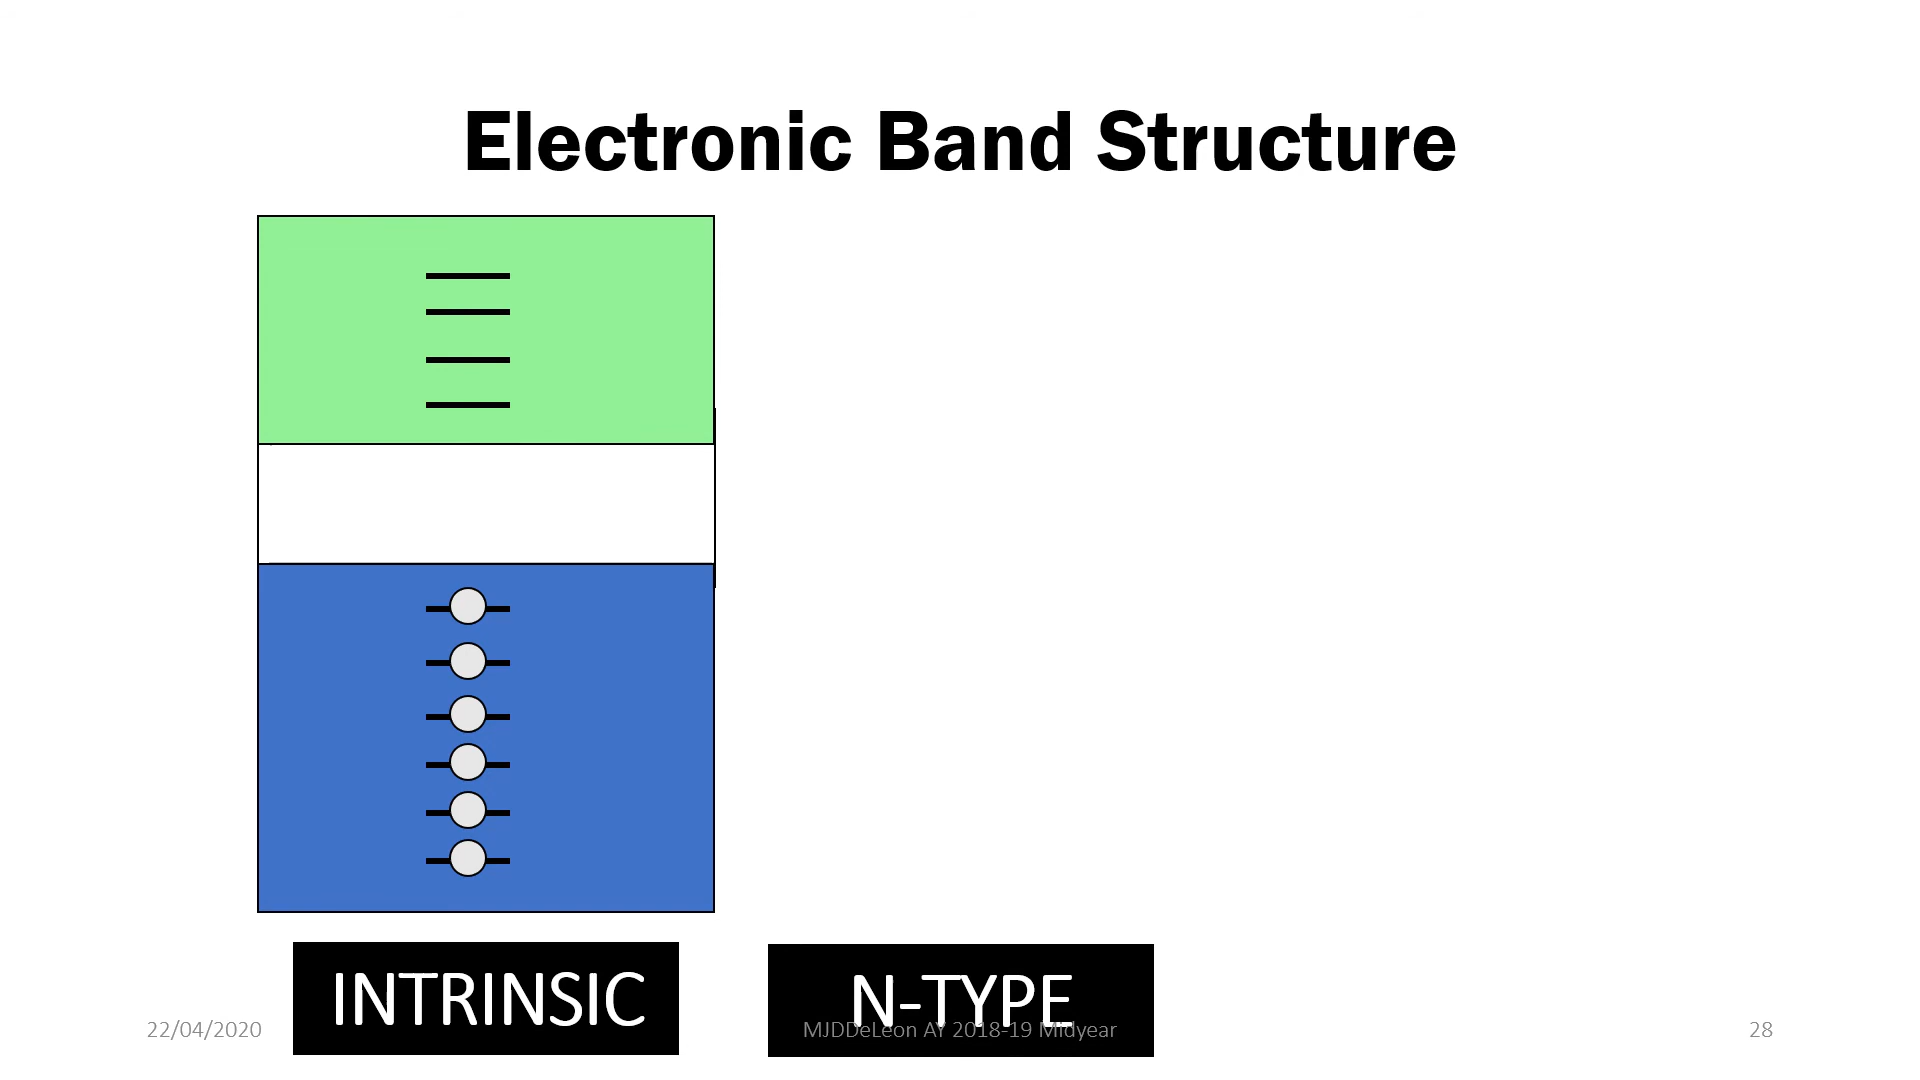 Electronic Band Structure
INTRINSIC
N-TYPE
22/04/2020
MJDDeLeon AY 2018-19 Midyear
28